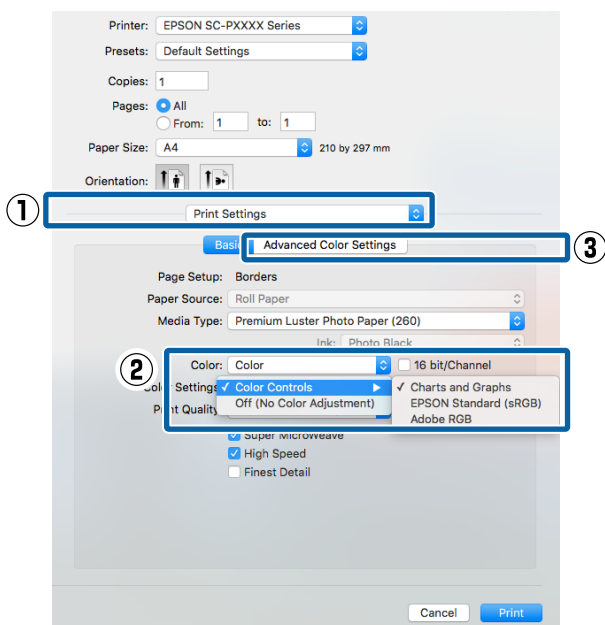 Printer: EPSON SC-PXXXX Series
Presets: Default Settings
Copies: 1
Pages: All
From: 1 to: 1
Paper Size: A4 210 by 297 mm
Orientation:
1 Print Settings
Basic Advanced Color Settings 3
Page Setup: Borders
Paper Source: Roll Paper
Media Type: Premium Luster Photo Paper (260)
Ink: Photo Black
2 Color: Color 16 bit/Channel
Settings ✓ Color Controls ▶ ✓ Charts and Graphs
Off (No Color Adjustment) EPSON Standard (sRGB)
Quality Adobe RGB
Super MicroWeave
High Speed
Finest Detail
Cancel Print